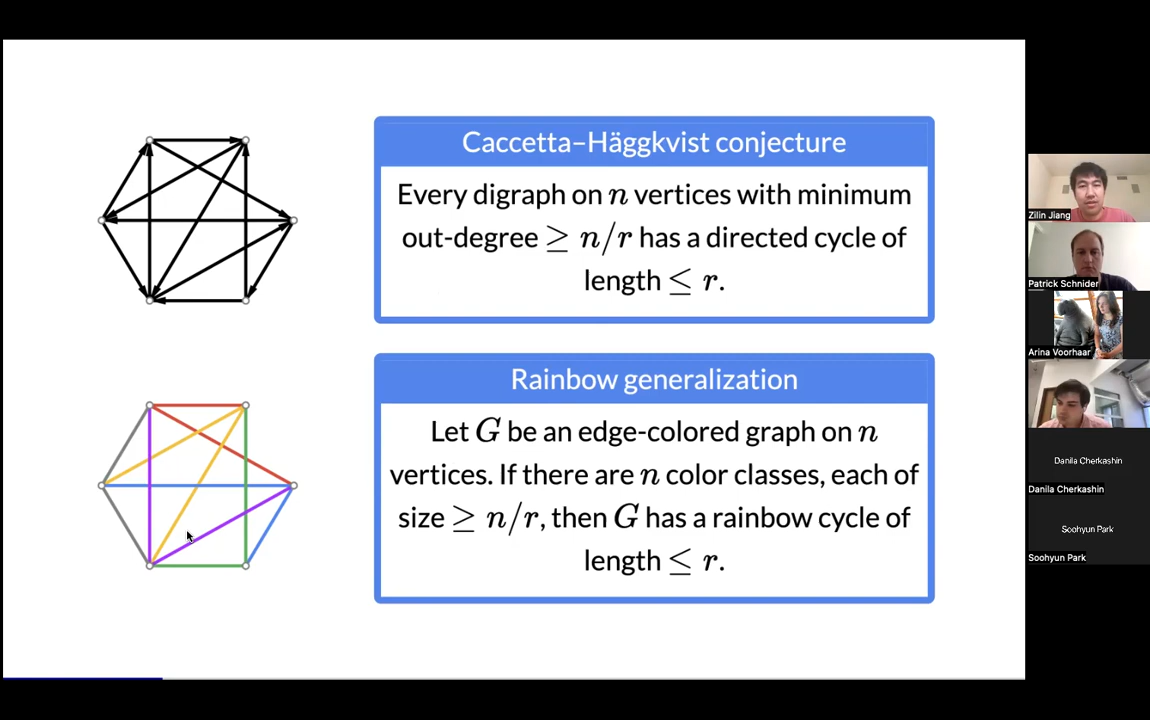 Caccetta–Häggkvist conjecture
Every digraph on n vertices with minimum
out-degree ≥ n/r has a directed cycle of
length ≤ r.
Rainbow generalization
Let G be an edge-colored graph on n
vertices. If there are n color classes, each of
size ≥ n/r, then G has a rainbow cycle of
length ≤ r.
Zilin Jiang
Patrick Schnider
Arina Voorhaar
Danila Cherkashin
Danila Cherkashin
Soohyun Park
Soohyun Park